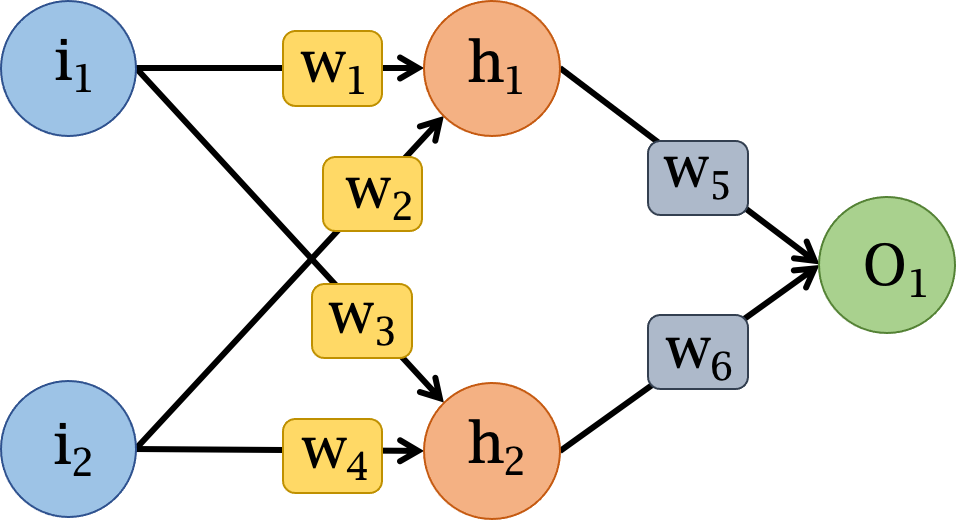 i₁
w₁
h₁
w₂
w₅
O₁
w₃
w₆
i₂
w₄
h₂